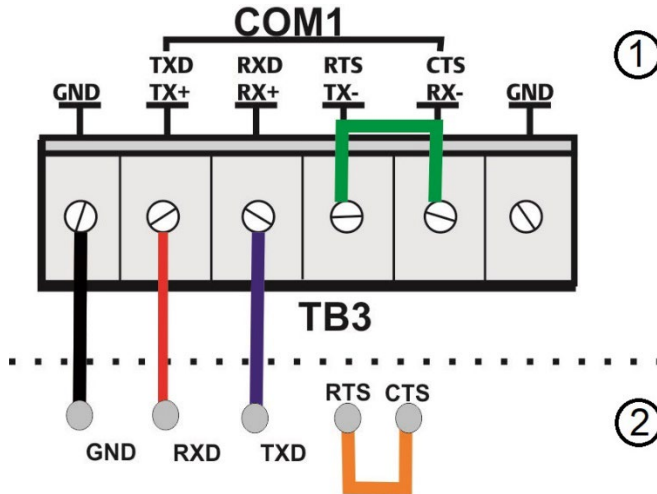 COM1
1
TXD RXD RTS CTS
GND TX+ RX+ TX- RX- GND
TB3
RTS CTS
2
GND RXD TXD